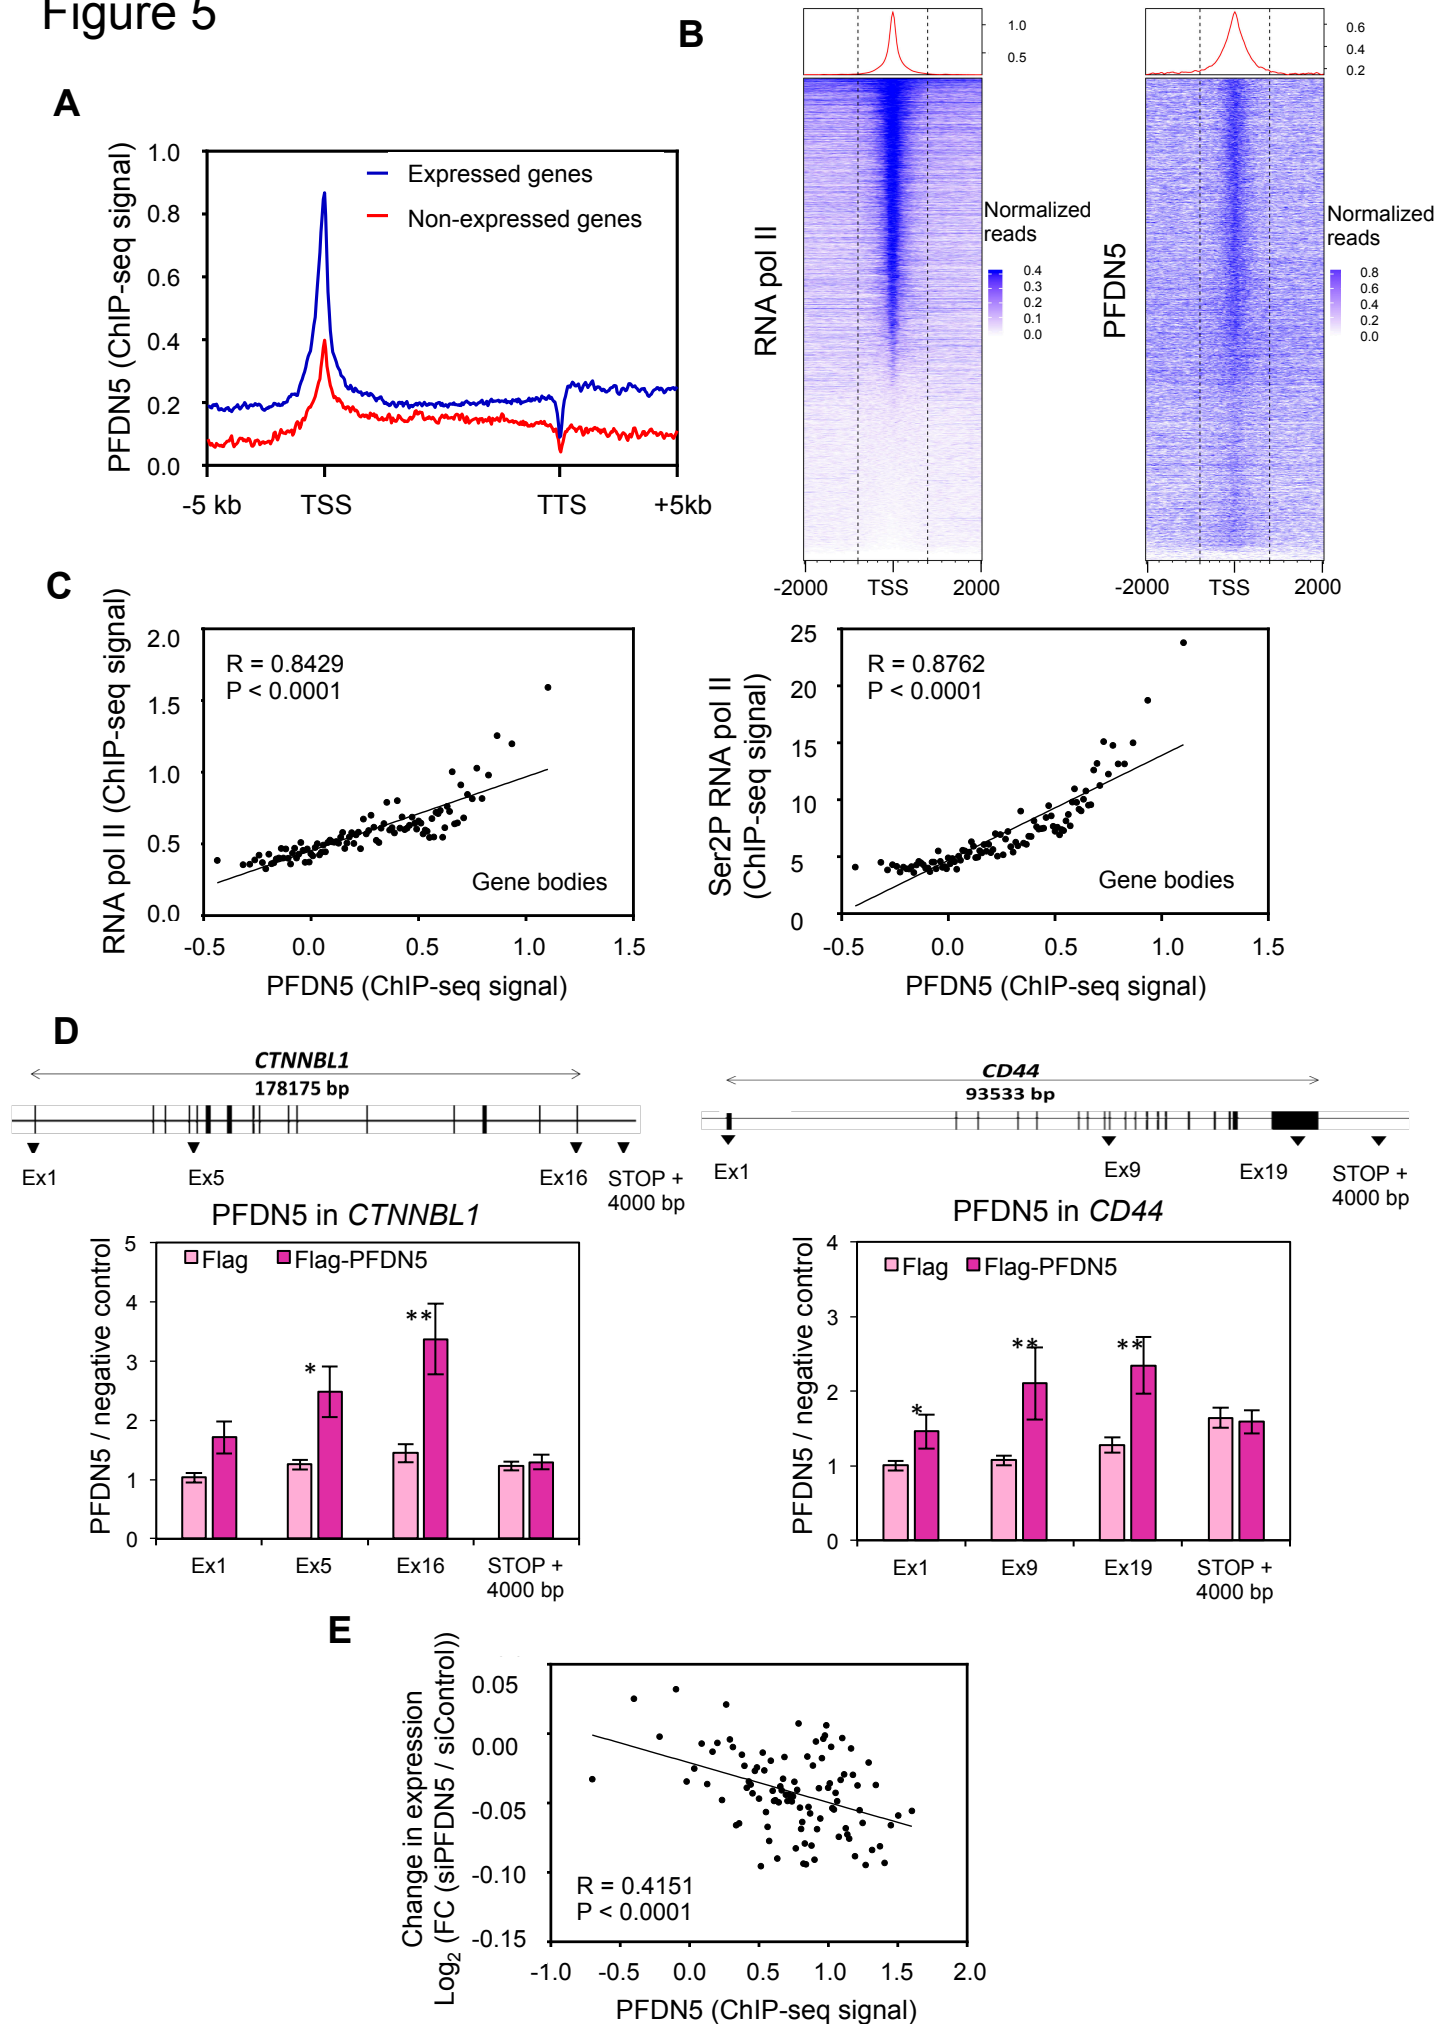 Figure 5
A
PFDN5 (ChIP-seq signal)
1.0
0.8
0.6
0.4
0.2
0.0
Expressed genes
Non-expressed genes
-5 kb
TSS
TTS
+5kb
B
1.0
0.5
RNA pol II
Normalized
reads
0.4
0.3
0.2
0.1
0.0
-2000
TSS
2000
0.6
0.4
0.2
PFDN5
Normalized
reads
0.8
0.6
0.4
0.2
0.0
-2000
TSS
2000
C
RNA pol II (ChIP-seq signal)
2.0
1.5
1.0
0.5
0.0
R = 0.8429
P < 0.0001
Gene bodies
-0.5
0.0
0.5
1.0
1.5
PFDN5 (ChIP-seq signal)
Ser2P RNA pol II
(ChIP-seq signal)
25
20
15
10
5
0
R = 0.8762
P < 0.0001
Gene bodies
-0.5
0.0
0.5
1.0
1.5
PFDN5 (ChIP-seq signal)
D
CTNNBL1
178175 bp
Ex1
Ex5
Ex16
STOP +
4000 bp
PFDN5 in CTNNBL1
PFDN5 / negative control
5
4
3
2
1
0
Flag
Flag-PFDN5
*
**
Ex1
Ex5
Ex16
STOP +
4000 bp
CD44
93533 bp
Ex1
Ex9
Ex19
STOP +
4000 bp
PFDN5 in CD44
PFDN5 / negative control
4
3
2
1
0
Flag
Flag-PFDN5
*
**
**
Ex1
Ex9
Ex19
STOP +
4000 bp
E
Change in expression
Log2 (FC (siPFDN5 / siControl))
0.05
0.00
-0.05
-0.10
-0.15
R = 0.4151
P < 0.0001
-1.0
-0.5
0.0
0.5
1.0
1.5
2.0
PFDN5 (ChIP-seq signal)